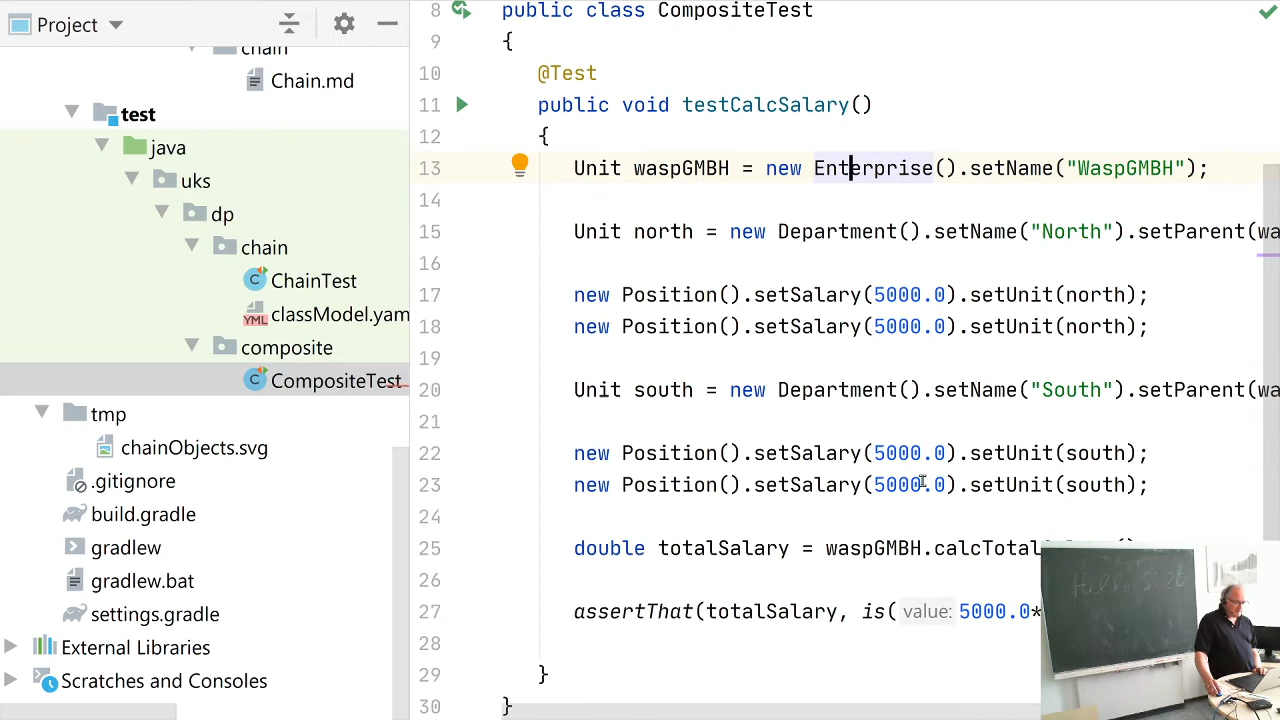 Project
chain
Chain.md
test
java
uks
dp
chain
ChainTest
classModel.yam
composite
CompositeTest
tmp
chainObjects.svg
.gitignore
build.gradle
gradlew
gradlew.bat
settings.gradle
External Libraries
Scratches and Consoles
8 public class CompositeTest
9 {
10 @Test
11 public void testCalcSalary()
12 {
13 Unit waspGMBH = new Enterprise().setName("WaspGMBH");
14
15 Unit north = new Department().setName("North").setParent(wa
16
17 new Position().setSalary(5000.0).setUnit(north);
18 new Position().setSalary(5000.0).setUnit(north);
19
20 Unit south = new Department().setName("South").setParent(wa
21
22 new Position().setSalary(5000.0).setUnit(south);
23 new Position().setSalary(5000.0).setUnit(south);
24
25 double totalSalary = waspGMBH.calcTotal
26
27 assertThat(totalSalary, is( value: 5000.0*
28
29 }
30 }
Hello